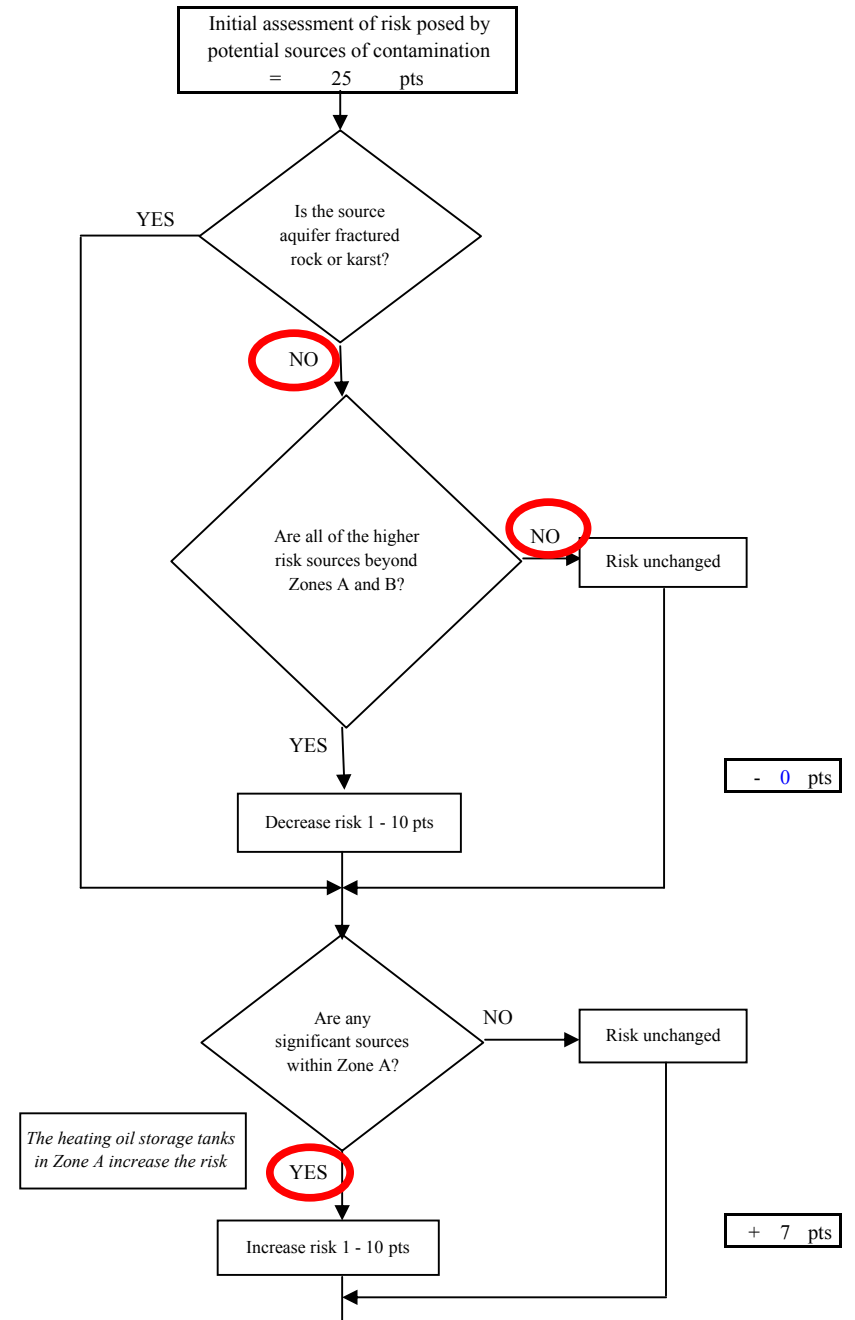 Initial assessment of risk posed by
potential sources of contamination
= 25 pts
Is the source
aquifer fractured
rock or karst?
YES
NO
Are all of the higher
risk sources beyond
Zones A and B?
NO
Risk unchanged
YES
- 0 pts
Decrease risk 1 - 10 pts
Are any
significant sources
within Zone A?
NO
Risk unchanged
The heating oil storage tanks
in Zone A increase the risk
YES
+ 7 pts
Increase risk 1 - 10 pts